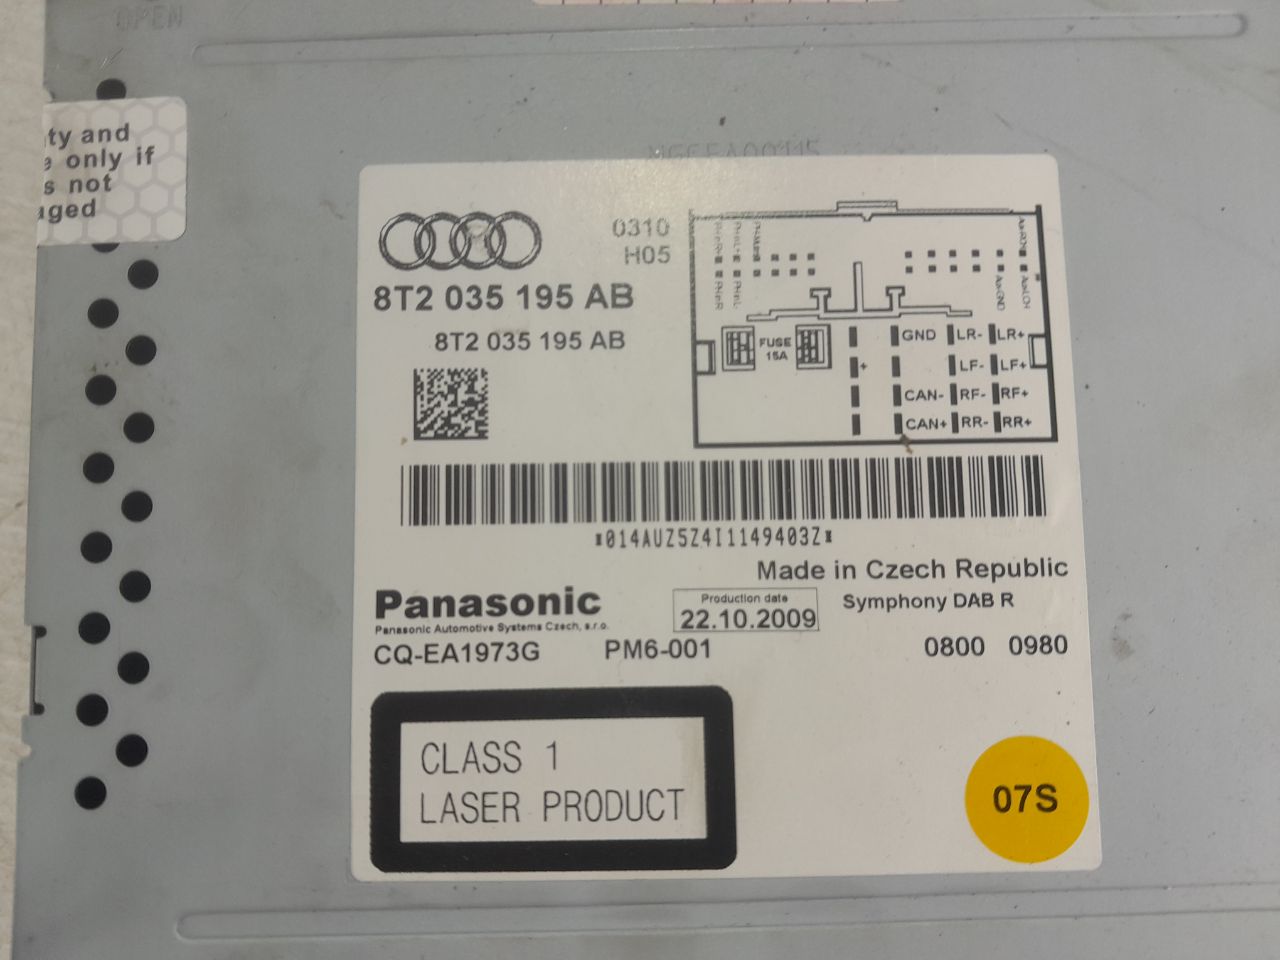 OPEN
ty and
e only if
s not
aged
0310
H05
8T2 035 195 AB
8T2 035 195 AB
FUSE
15A
+
GND LR- LR+
LF- LF+
CAN- RF- RF+
CAN+ RR- RR+
*014AUZ5Z4I1149403Z*
Made in Czech Republic
Panasonic
Panasonic Automotive Systems Czech, s.r.o.
Production date
22.10.2009
Symphony DAB R
CQ-EA1973G PM6-001 0800 0980
CLASS 1
LASER PRODUCT
07S